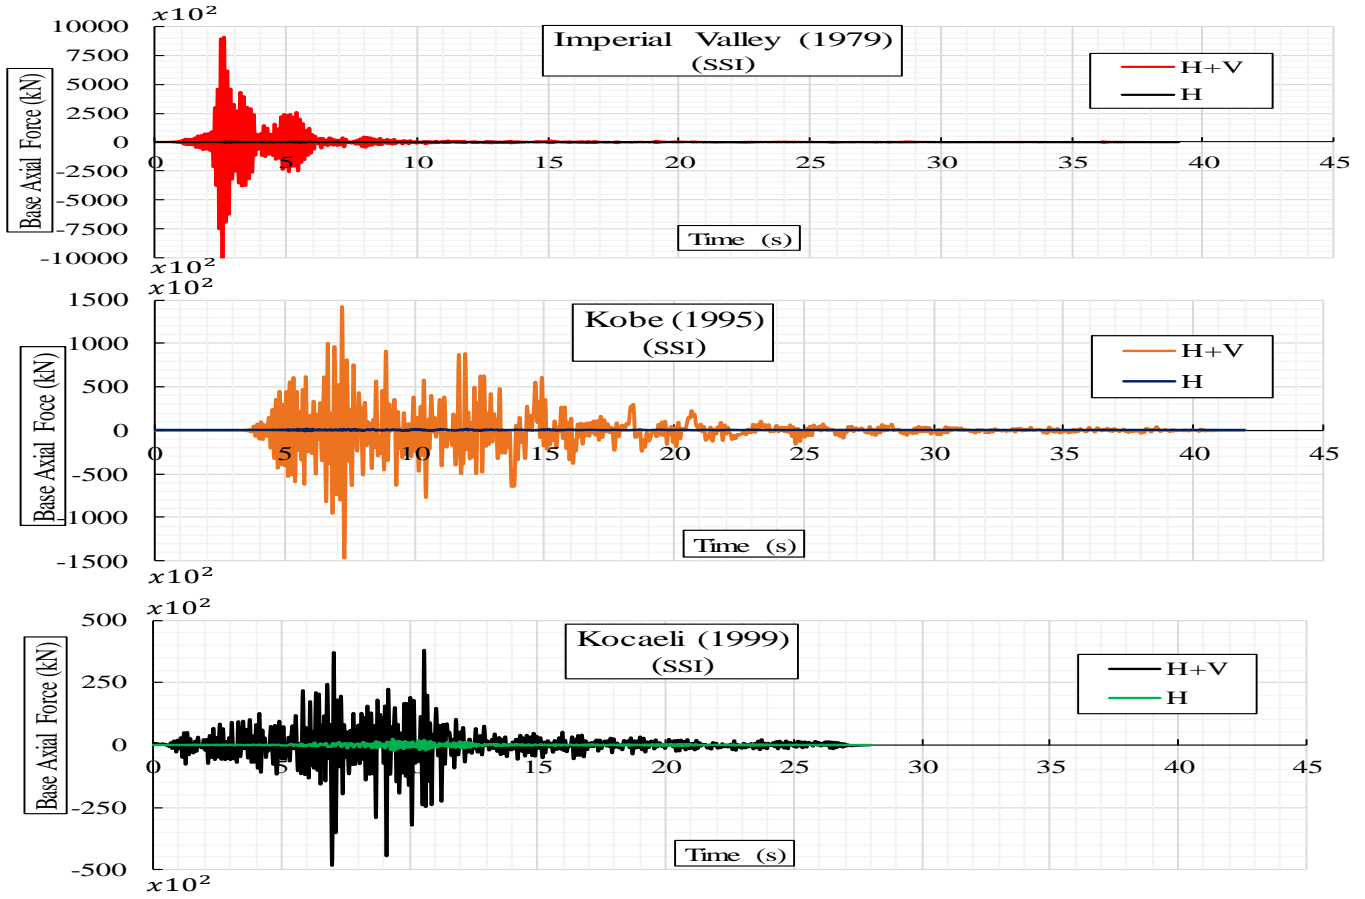 x10²
10000
7500
5000
2500
0
-2500
-5000
-7500
-10000
x10²
Base Axial Force (kN)
Imperial Valley (1979)
(SSI)
H+V
H
0 5 10 15 20 25 30 35 40 45
Time (s)
1500
1000
500
0
-500
-1000
-1500
x10²
Base Axial Foce (kN)
Kobe (1995)
(SSI)
H+V
H
0 5 10 15 20 25 30 35 40 45
Time (s)
x10²
500
250
0
-250
-500
x10²
Base Axial Force (kN)
Kocaeli (1999)
(SSI)
H+V
H
0 5 10 15 20 25 30 35 40 45
Time (s)